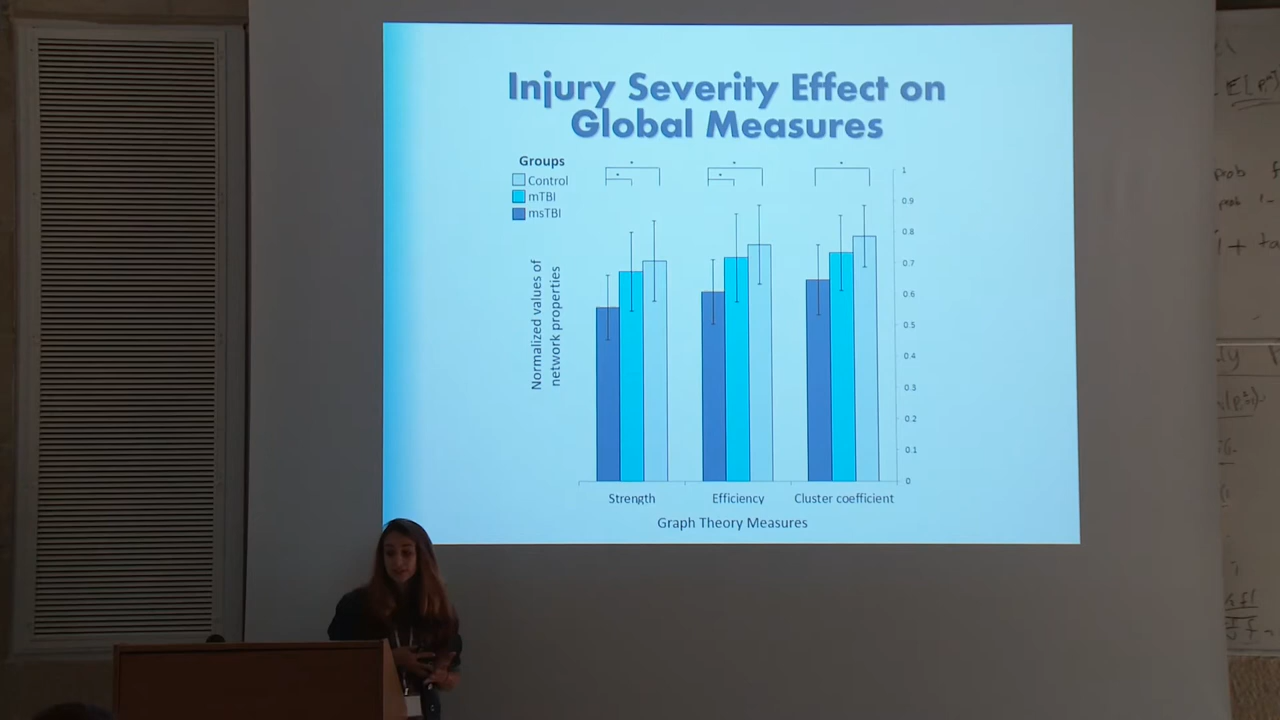 Injury Severity Effect on
Global Measures
Groups
Control
mTBI
msTBI
* * * * *
Normalized values of
network properties
1
0.9
0.8
0.7
0.6
0.5
0.4
0.3
0.2
0.1
0
Strength Efficiency Cluster coefficient
Graph Theory Measures
prob